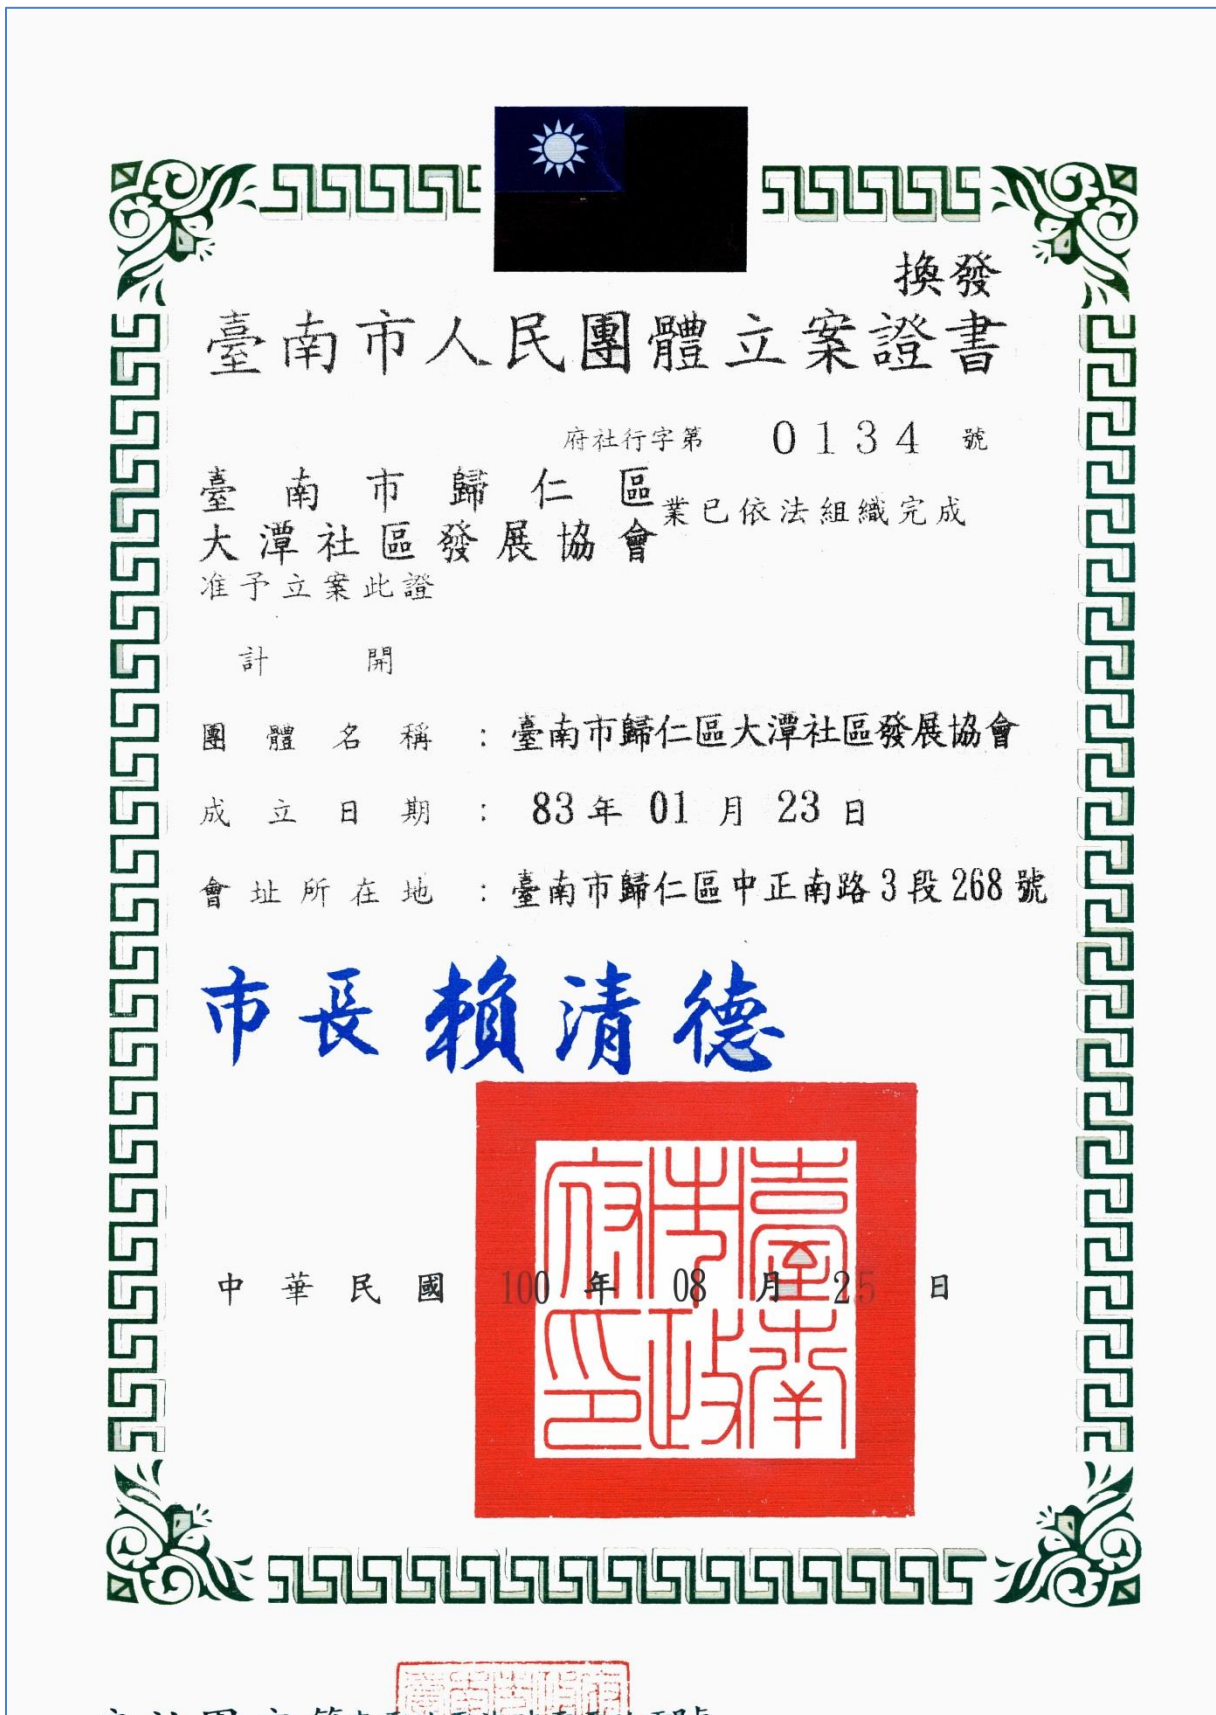 換發
臺南市人民團體立案證書
府社行字第 0134 號
臺南市歸仁區
大潭社區發展協會
業已依法組織完成
准予立案此證
計 開
團體名稱：臺南市歸仁區大潭社區發展協會
成立日期：83年01月23日
會址所在地：臺南市歸仁區中正南路3段268號
市長賴清德
臺南市政府印
中華民國 100 年 08 月 25 日